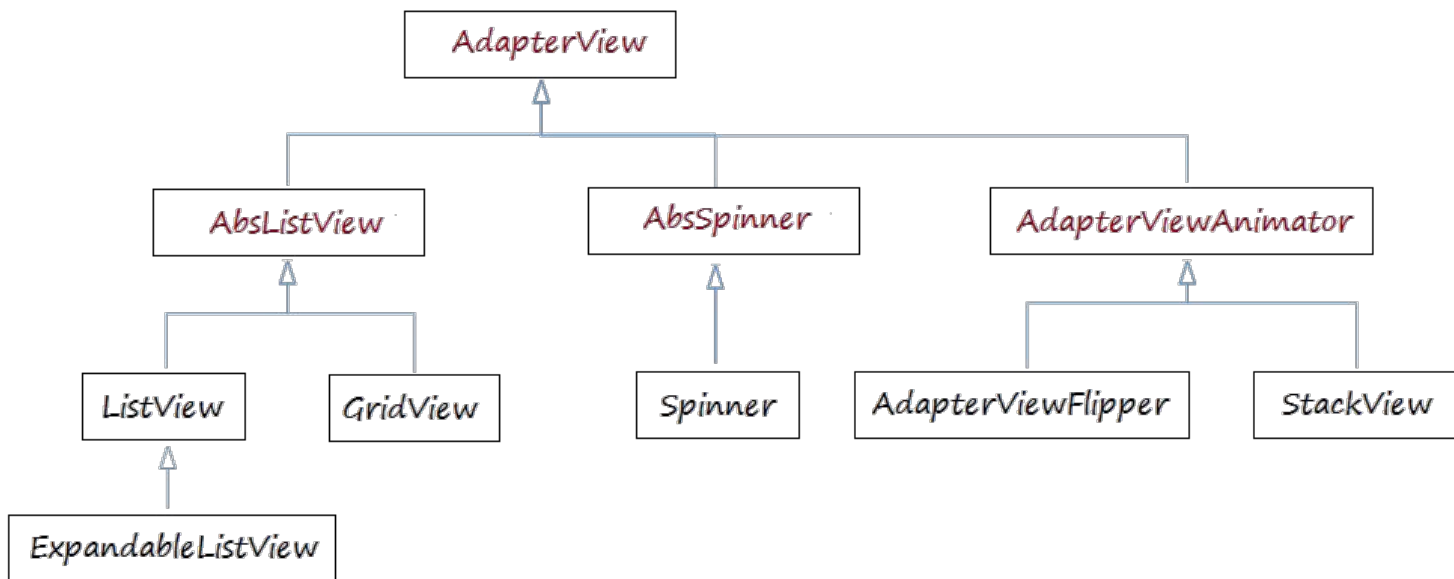 AdapterView
AbsListView
AbsSpinner
AdapterViewAnimator
ListView
GridView
Spinner
AdapterViewFlipper
StackView
ExpandableListView